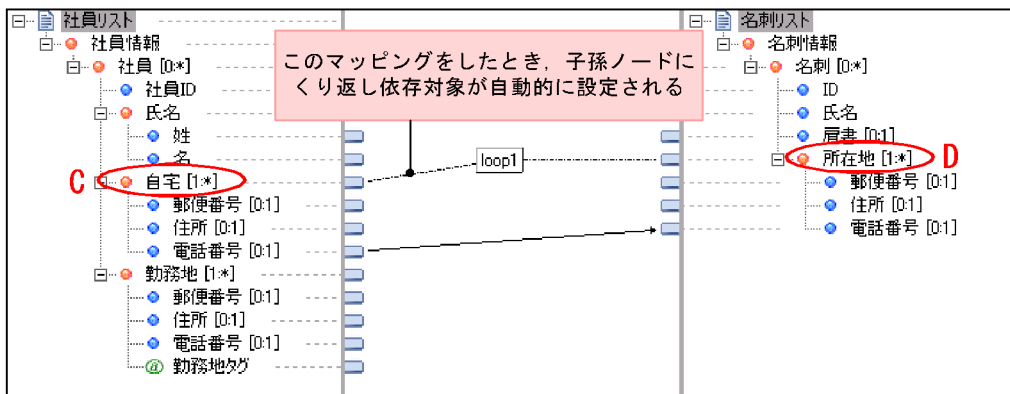 社員リスト
社員情報
社員 [0:*]
社員ID
氏名
姓
名
C
自宅 [1:*]
郵便番号 [0:1]
住所 [0:1]
電話番号 [0:1]
勤務地 [1:*]
郵便番号 [0:1]
住所 [0:1]
電話番号 [0:1]
@ 勤務地タグ
このマッピングをしたとき，子孫ノードに
くり返し依存対象が自動的に設定される
loop1
名刺リスト
名刺情報
名刺 [0:*]
ID
氏名
肩書 [0:1]
所在地 [1:*]
D
郵便番号 [0:1]
住所 [0:1]
電話番号 [0:1]